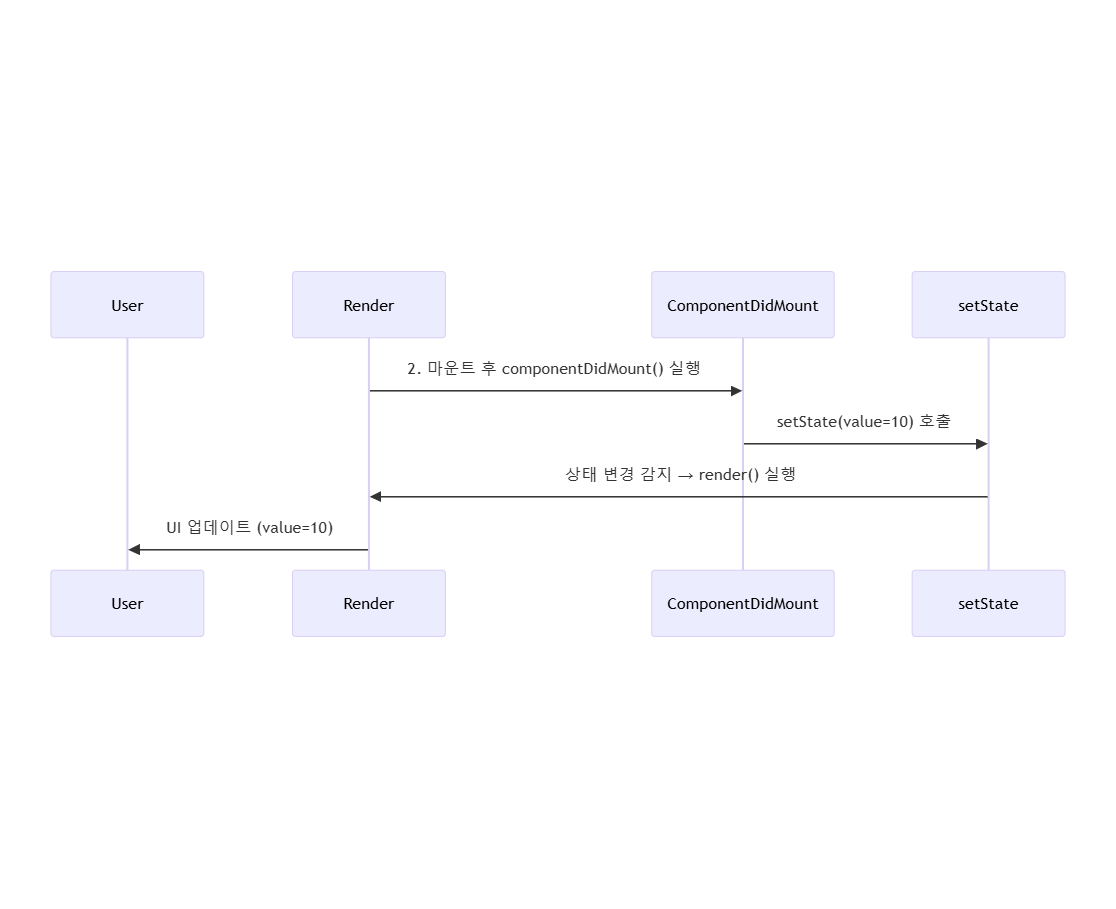 User
Render
ComponentDidMount
setState
2. 마운트 후 componentDidMount() 실행
setState(value=10) 호출
상태 변경 감지 → render() 실행
UI 업데이트 (value=10)
User
Render
ComponentDidMount
setState